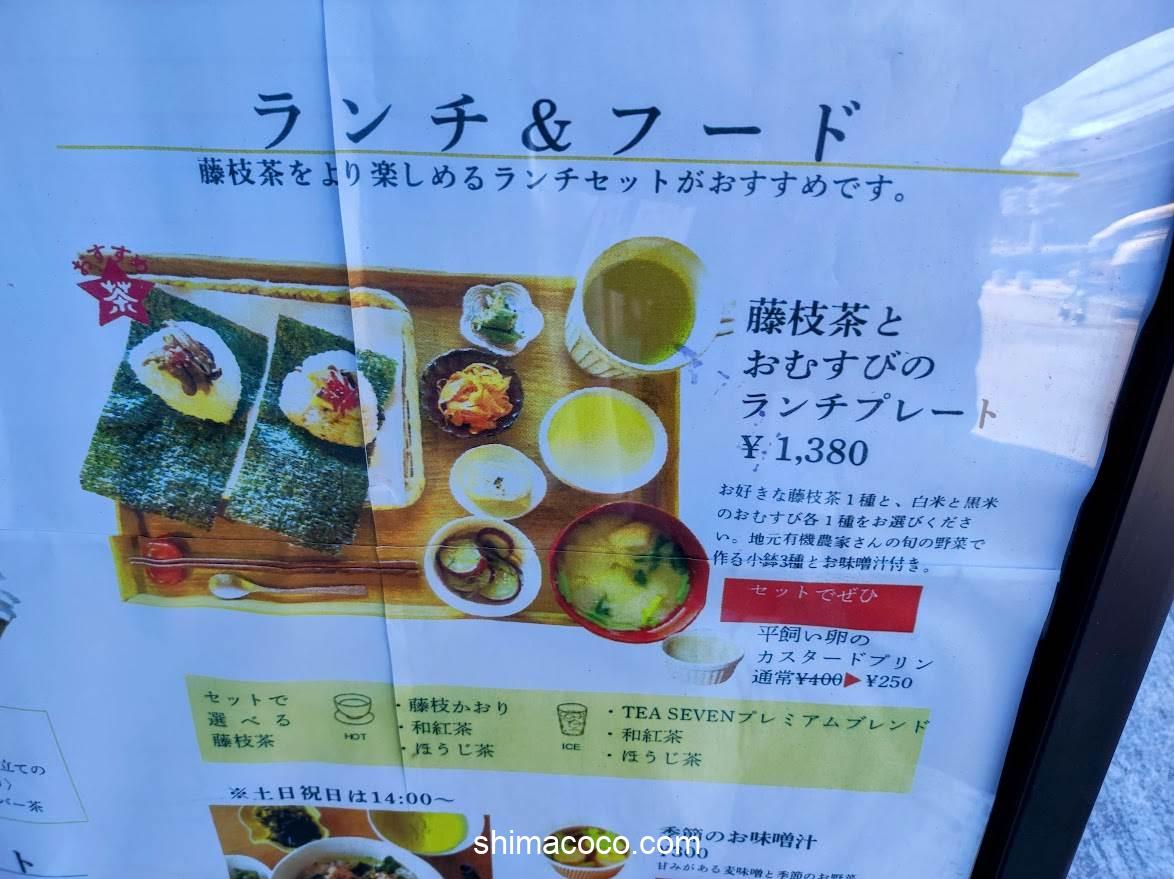 ランチ&フード
藤枝茶をより楽しめるランチセットがおすすめです。
おすすめ
茶
藤枝茶と
おむすびの
ランチプレート
¥1,380
お好きな藤枝茶1種と、白米と黒米
のおむすび各1種をお選びくださ
い。地元有機農家さんの旬の野菜で
作る小鉢3種とお味噌汁付き。
セットでぜひ
平飼い卵の
カスタードプリン
通常¥400▶¥250
セットで
選べる
藤枝茶
HOT
・藤枝かおり
・和紅茶
・ほうじ茶
ICE
・TEA SEVENプレミアムブレンド
・和紅茶
・ほうじ茶
※土日祝日は14:00〜
立ての
バー茶
ト
季節のお味噌汁
¥800
甘みがある麦味噌と季節のお野菜
shimacoco.com